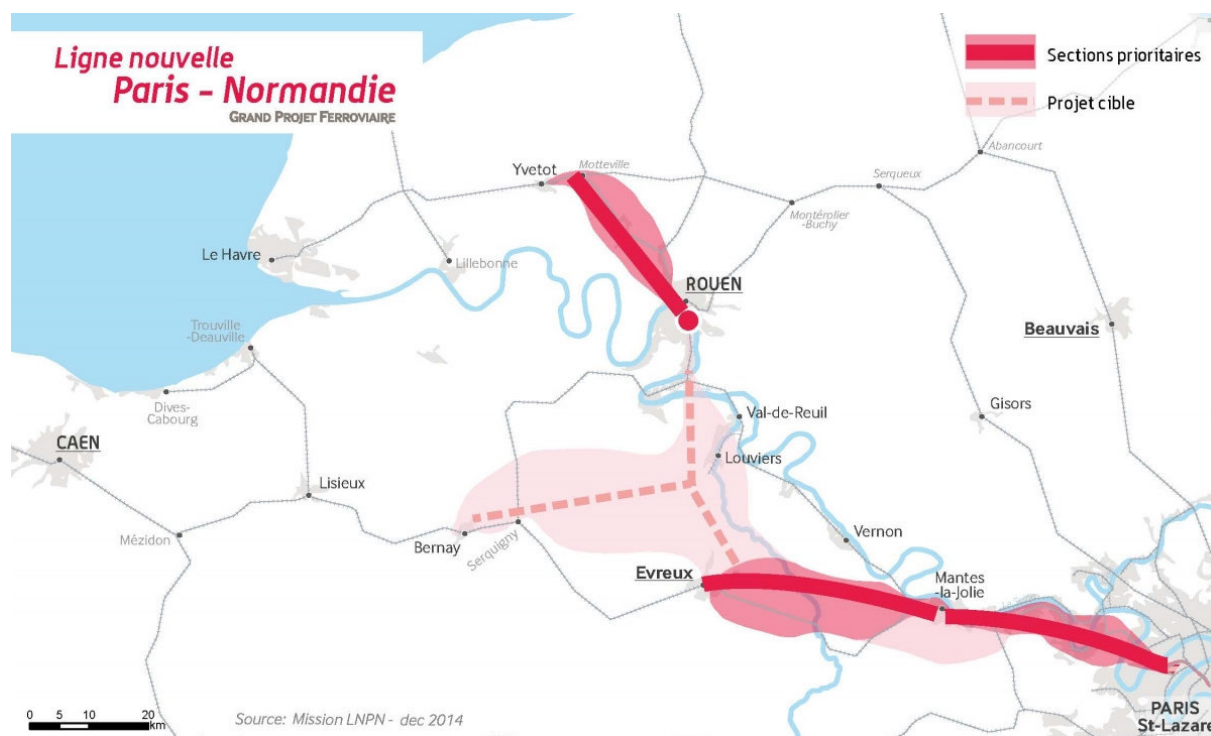 Ligne nouvelle
Paris – Normandie
GRAND PROJET FERROVIAIRE
Sections prioritaires
Projet cible
Abancourt
Yvetot
Motteville
Serqueux
Montérolier
-Buchy
Le Havre
Lillebonne
ROUEN
Beauvais
Trouville
-Deauville
Dives-
Cabourg
Gisors
Val-de-Reuil
CAEN
Louviers
Lisieux
Mézidon
Bernay
Serquigny
Vernon
Evreux
Mantes
-la-Jolie
PARIS
St-Lazare
0 5 10 20
km
Source: Mission LNPN - dec 2014